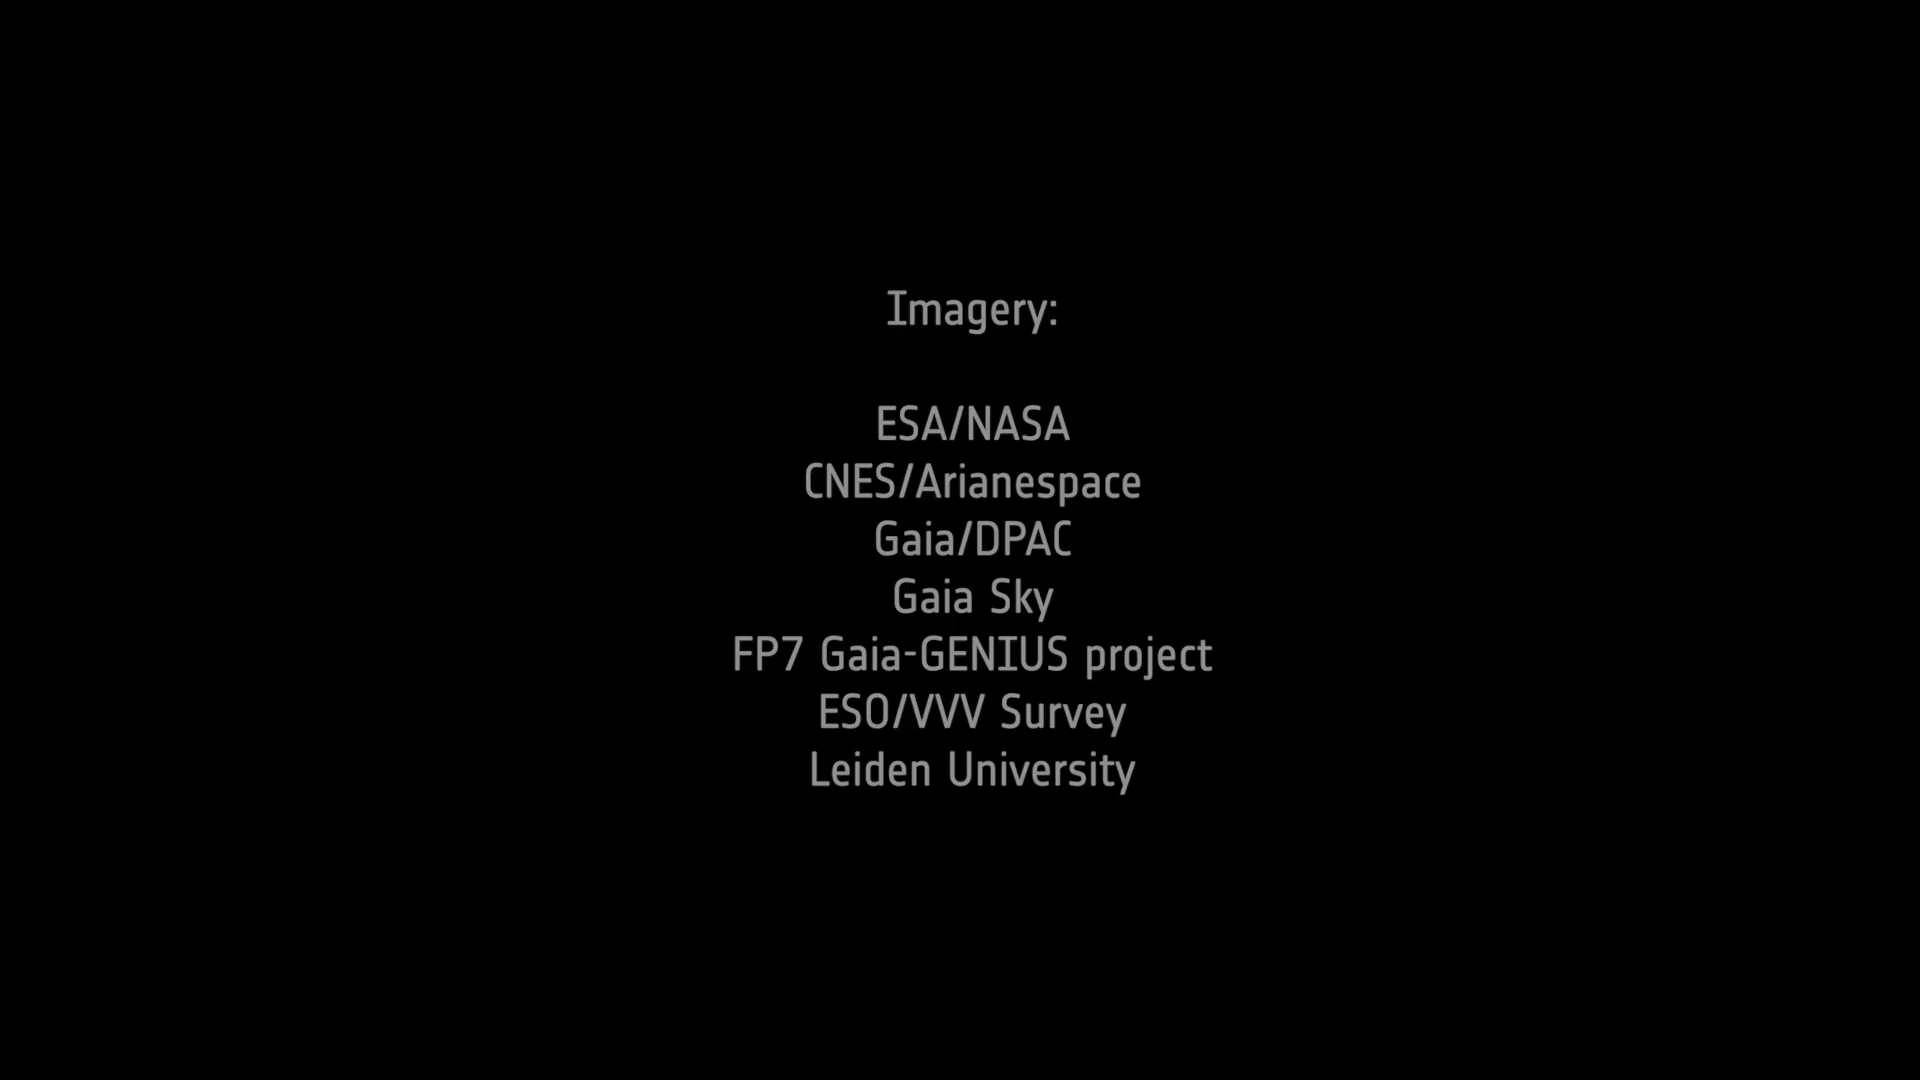 Imagery:
ESA/NASA
CNES/Arianespace
Gaia/DPAC
Gaia Sky
FP7 Gaia-GENIUS project
ESO/VVV Survey
Leiden University